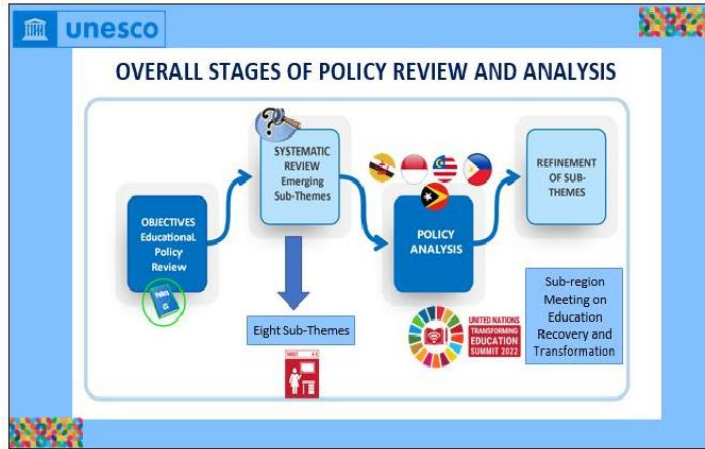 unesco
OVERALL STAGES OF POLICY REVIEW AND ANALYSIS
OBJECTIVES
Educational
Policy
Review
SYSTEMATIC
REVIEW
Emerging
Sub-Themes
Eight Sub-Themes
POLICY
ANALYSIS
UNITED NATIONS
TRANSFORMING
EDUCATION
SUMMIT 2022
REFINEMENT
OF SUB-
THEMES
Sub-region
Meeting on
Education
Recovery and
Transformation